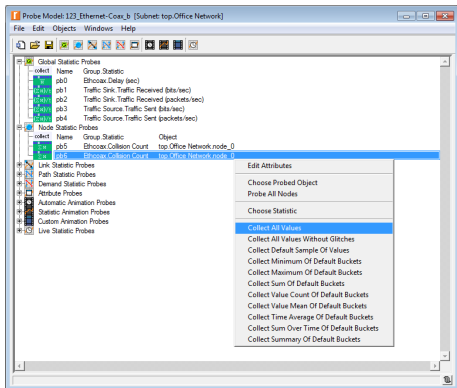 Probe Model: 123_Ethernet-Coax_b [Subnet: top.Office Network]
File Edit Objects Windows Help
Global Statistic Probes
collect Name Group.Statistic
pb0 Ethcoax.Delay (sec)
pb1 Traffic Sink.Traffic Received (bits/sec)
pb2 Traffic Sink.Traffic Received (packets/sec)
pb3 Traffic Source.Traffic Sent (bits/sec)
pb4 Traffic Source.Traffic Sent (packets/sec)
Node Statistic Probes
collect Name Group.Statistic Object
pb5 Ethcoax.Collision Count top.Office Network.node_0
pb6 Ethcoax.Collision Count top.Office Network.node_0
Link Statistic Probes
Path Statistic Probes
Demand Statistic Probes
Attribute Probes
Automatic Animation Probes
Statistic Animation Probes
Custom Animation Probes
Live Statistic Probes
Edit Attributes
Choose Probed Object
Probe All Nodes
Choose Statistic
Collect All Values
Collect All Values Without Glitches
Collect Default Sample Of Values
Collect Minimum Of Default Buckets
Collect Maximum Of Default Buckets
Collect Sum Of Default Buckets
Collect Value Count Of Default Buckets
Collect Value Mean Of Default Buckets
Collect Time Average Of Default Buckets
Collect Sum Over Time Of Default Buckets
Collect Summary Of Default Buckets